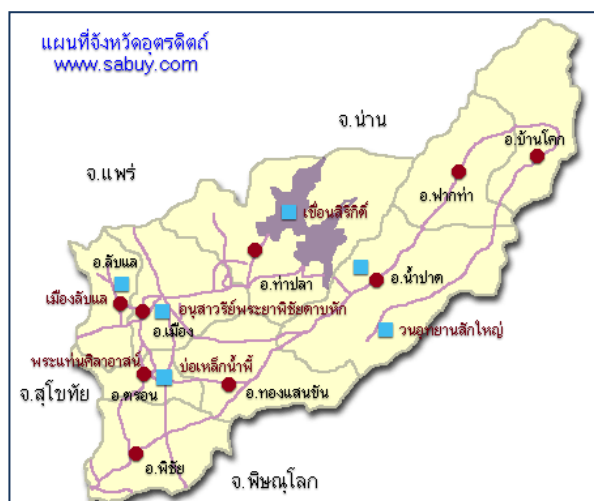 แผนที่จังหวัดอุตรดิตถ์
www.sabuy.com
จ.น่าน
อ.บ้านโคก
จ.แพร่
อ.ฟากท่า
เขื่อนสิริกิติ์
อ.ลับแล
อ.ท่าปลา
อ.น้ำปาด
เมืองลับแล
อนุสาวรีย์พระยาพิชัยดาบหัก
อ.เมือง
วนอุทยานสักใหญ่
พระแท่นศิลาอาสน์
บ่อเหล็กน้ำพี้
จ.สุโขทัย
อ.ตรอน
อ.ทองแสนขัน
อ.พิชัย
จ.พิษณุโลก